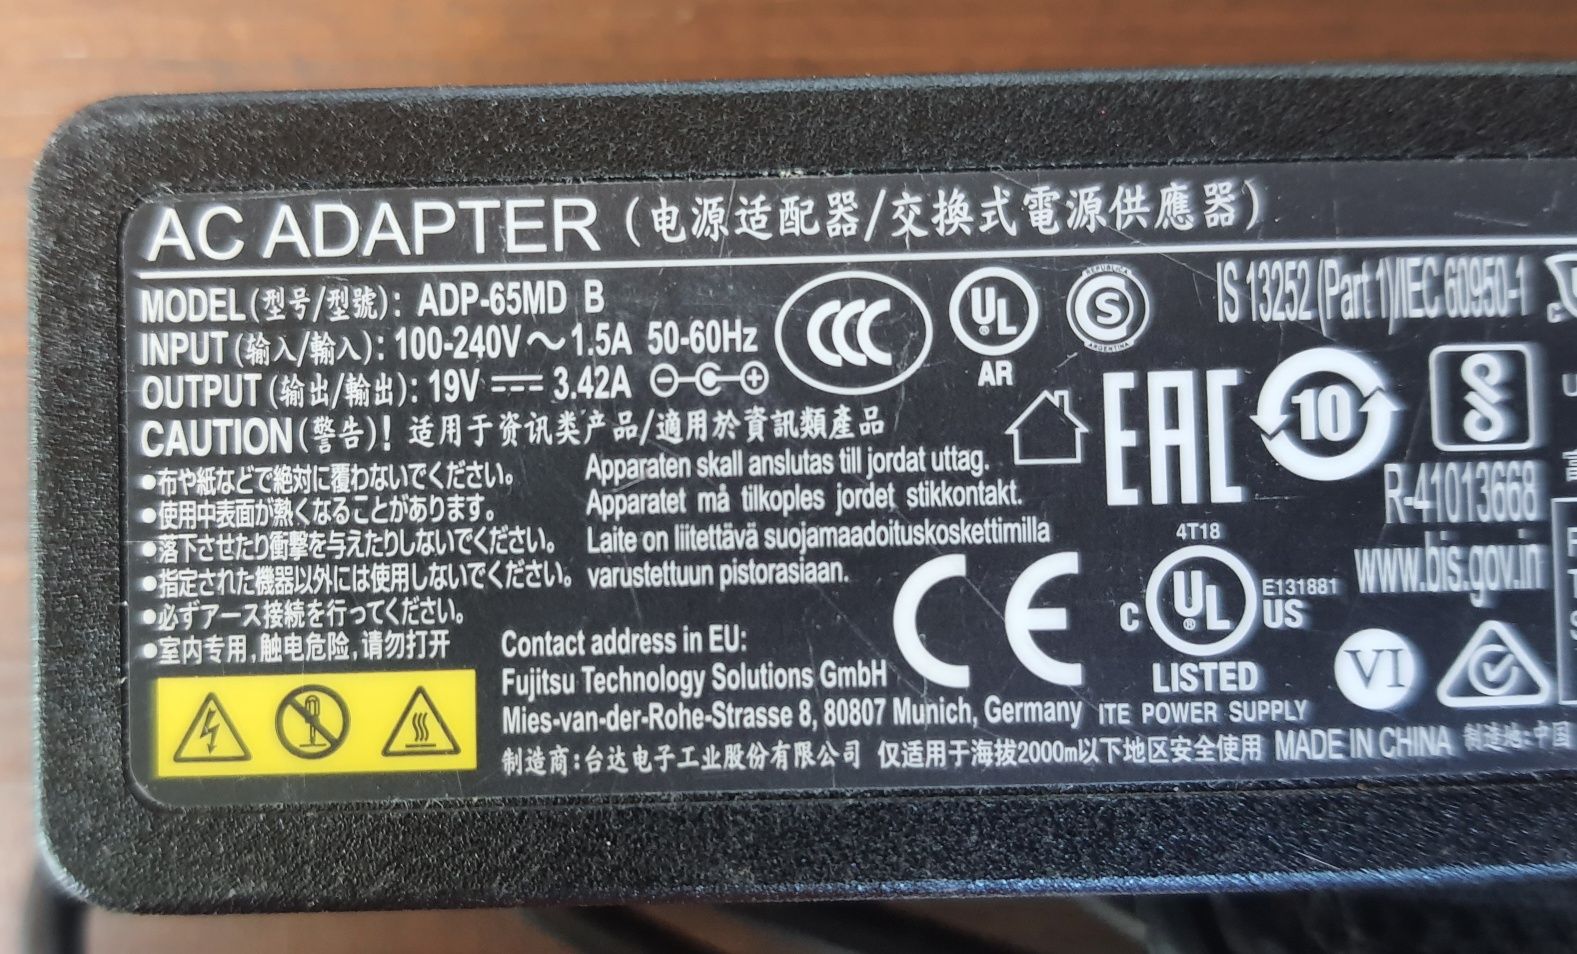 AC ADAPTER (电源适配器/交換式電源供應器)
MODEL(型号/型號): ADP-65MD B
INPUT(输入/輸入): 100-240V~1.5A 50-60Hz
OUTPUT(输出/輸出): 19V 3.42A
CAUTION(警告)! 适用于资讯类产品/適用於資訊類產品
•布や紙などで絶対に覆わないでください。
•使用中表面が熱くなることがあります。
•落下させたり衝撃を与えたりしないでください。
•指定された機器以外には使用しないでください。
•必ずアース接続を行ってください。
•室内专用,触电危险,请勿打开
Apparaten skall anslutas till jordat uttag.
Apparatet må tilkoples jordet stikkontakt.
Laite on liitettävä suojamaadoituskoskettimilla
varustettuun pistorasiaan.
Contact address in EU:
Fujitsu Technology Solutions GmbH
Mies-van-der-Rohe-Strasse 8, 80807 Munich, Germany
制造商:台达电子工业股份有限公司 仅适用于海拔2000m以下地区安全使用 MADE IN CHINA 制造地:中国
CCC
UL
AR
REPUBLICA
S
ARGENTINA
IS 13252 (Part 1)/IEC 60950-1
EAC
10
R-41013668
www.bis.gov.in
CE
4T18
C UL US
E131881
LISTED
ITE POWER SUPPLY
VI